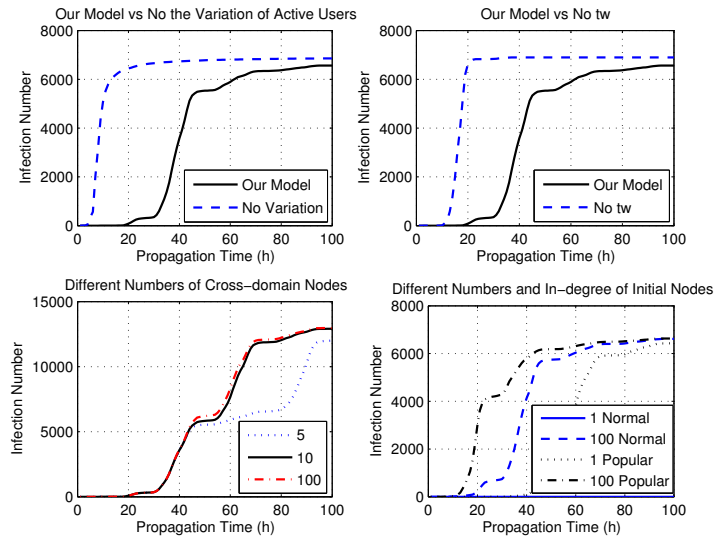 Our Model vs No the Variation of Active Users
8000
6000
4000
2000
0
Infection Number
Our Model
No Variation
0 20 40 60 80 100
Propagation Time (h)
Our Model vs No tw
8000
6000
4000
2000
0
Infection Number
Our Model
No tw
0 20 40 60 80 100
Propagation Time (h)
Different Numbers of Cross−domain Nodes
15000
10000
5000
0
Infection Number
5
10
100
0 20 40 60 80 100
Propagation Time (h)
Different Numbers and In−degree of Initial Nodes
8000
6000
4000
2000
0
Infection Number
1 Normal
100 Normal
1 Popular
100 Popular
0 20 40 60 80 100
Propagation Time (h)